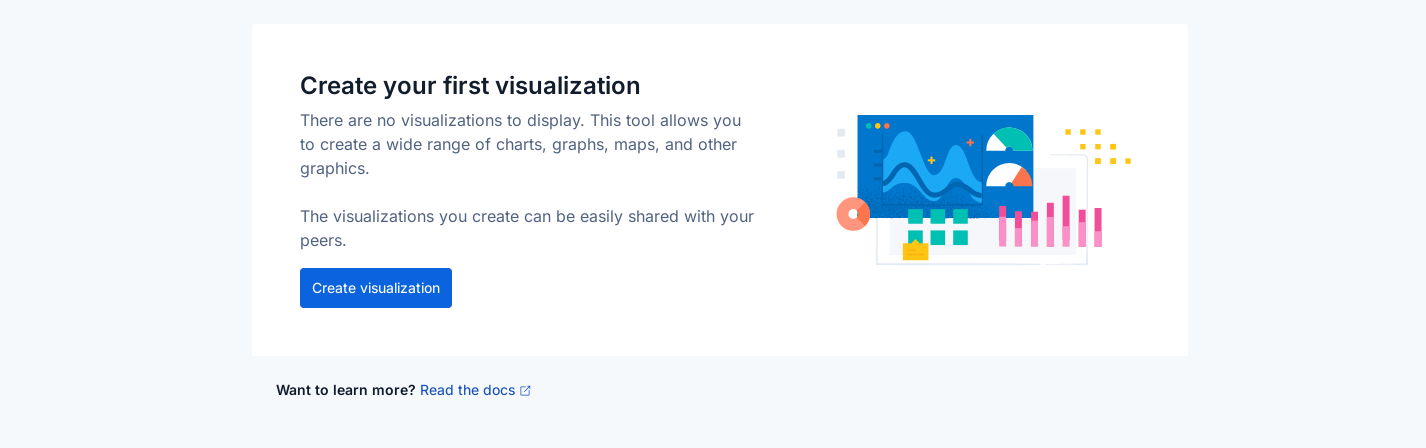 Create your first visualization
There are no visualizations to display. This tool allows you
to create a wide range of charts, graphs, maps, and other
graphics.
The visualizations you create can be easily shared with your
peers.
Create visualization
Want to learn more? Read the docs